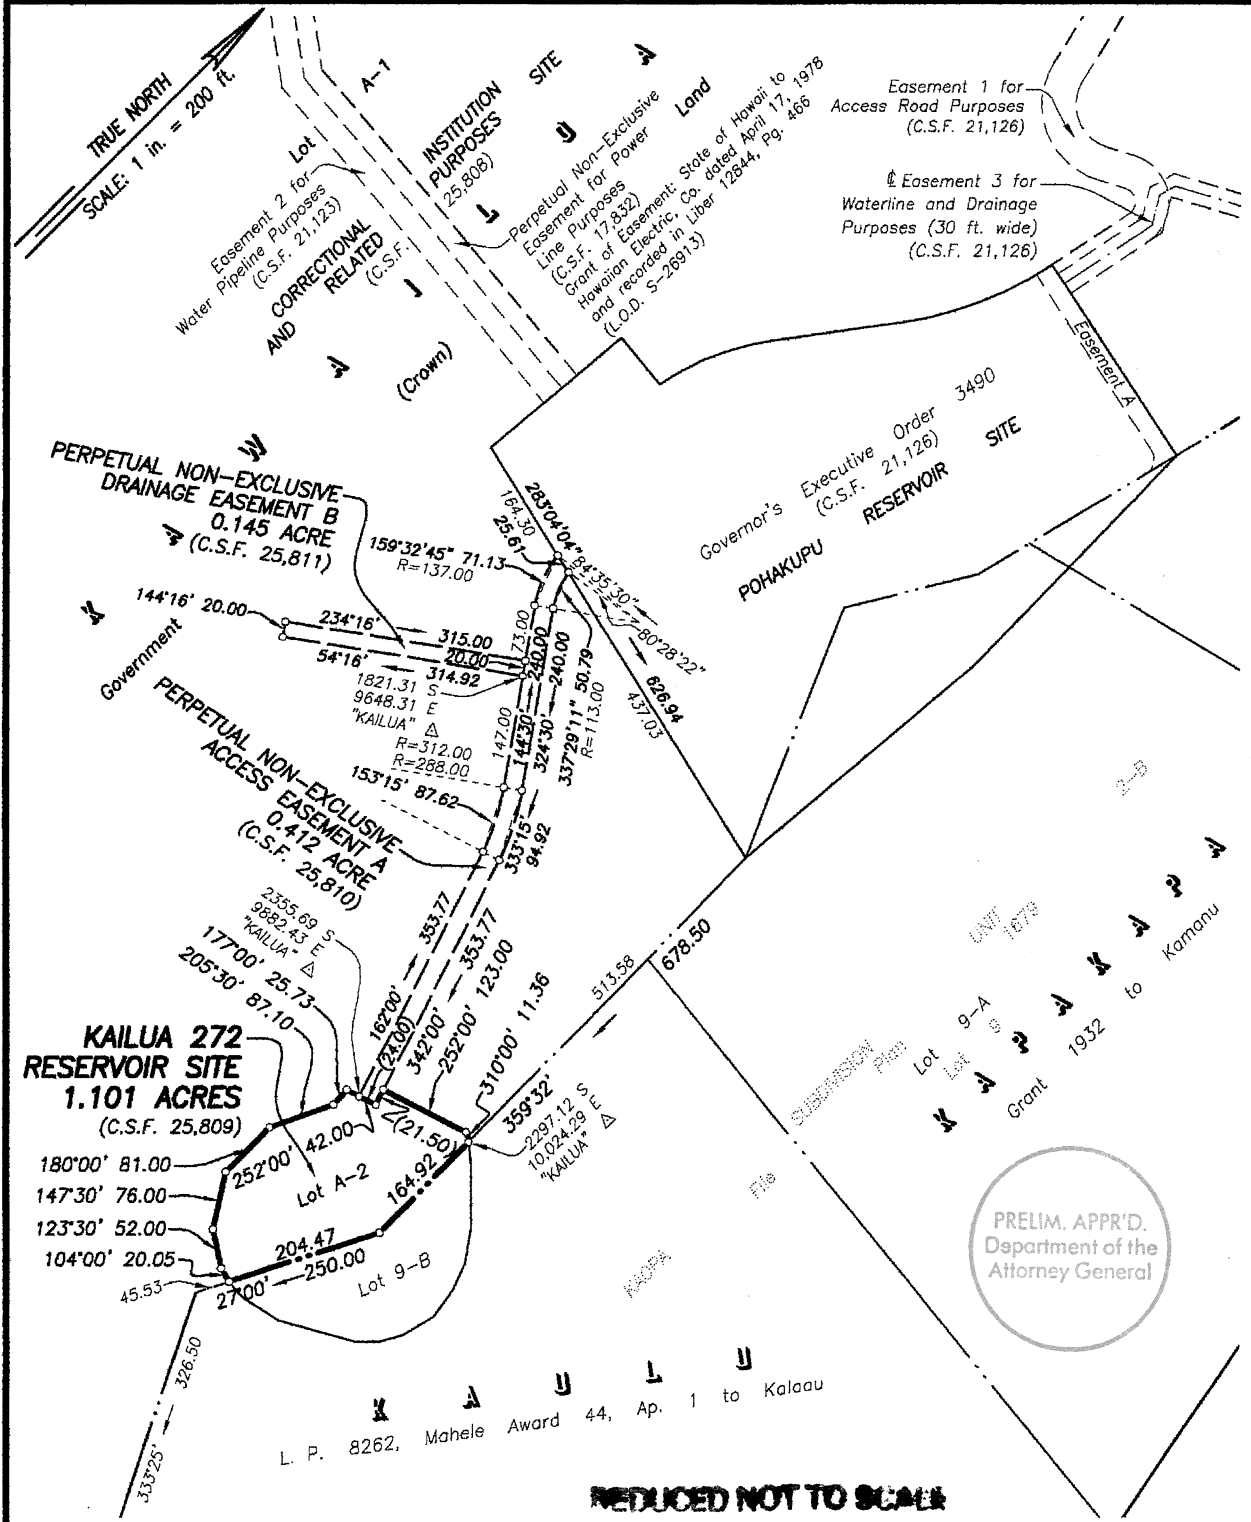 TRUE NORTH
SCALE: 1 in. = 200 ft.
Easement 2 for
Water Pipeline Purposes
(C.S.F. 21,123)
Lot A-1
CORRECTIONAL INSTITUTION SITE
AND RELATED PURPOSES
(C.S.F. 25,808)
Perpetual Non-Exclusive
Easement for Power
Line Purposes
(C.S.F. 17,832)
Grant of Easement: State of Hawaii to
Hawaiian Electric, Co. dated April 17, 1978
and recorded in Liber 12844, Pg. 466
(L.O.D. S-26913)
Easement 1 for
Access Road Purposes
(C.S.F. 21,126)
℄ Easement 3 for
Waterline and Drainage
Purposes (30 ft. wide)
(C.S.F. 21,126)
Easement A
Government (Crown) Land
K A W A I L U A
Governor's Executive Order 3490
(C.S.F. 21,126)
POHAKUPU RESERVOIR SITE
PERPETUAL NON-EXCLUSIVE
DRAINAGE EASEMENT B
0.145 ACRE
(C.S.F. 25,811)
283°04'04"
164.30
25.61
159°32'45" 71.13
R=137.00
84°35'30"
80°28'22"
144°16' 20.00
234°16' 315.00
54°16' 314.92
73.00
20.00
240.00
240.00
1821.31 S
9648.31 E
"KAILUA" △
R=312.00
R=288.00
147.00
144°30'
324°30'
337°29'11" 50.79
R=113.00
626.94
437.03
153°15' 87.62
333°15'
94.92
PERPETUAL NON-EXCLUSIVE
ACCESS EASEMENT A
0.412 ACRE
(C.S.F. 25,810)
2355.69 S
9882.43 E
"KAILUA" △
177°00' 25.73
205°30' 87.10
353.77
353.77
162°00'
(24.00)
342°00'
252°00' 123.00
310°00' 11.36
513.58
678.50
359°32'
2297.12 S
10,024.29 E
"KAILUA" △
KAILUA 272
RESERVOIR SITE
1.101 ACRES
(C.S.F. 25,809)
252°00' 42.00
(21.50)
Lot A-2
164.92
180°00' 81.00
147°30' 76.00
123°30' 52.00
104°00' 20.05
45.53
204.47
27°00' 250.00
Lot 9-B
326.50
333°25'
2-B
UNIT
1679
SUBDIVISION
Plan
File
KAOPA
Lot 9-A
Lot 9
K A P A K A P A
Grant 1932 to Kamanu
PRELIM. APPR'D.
Department of the
Attorney General
K A U L U
L. P. 8262, Mahele Award 44, Ap. 1 to Kalaau
REDUCED NOT TO SCALE